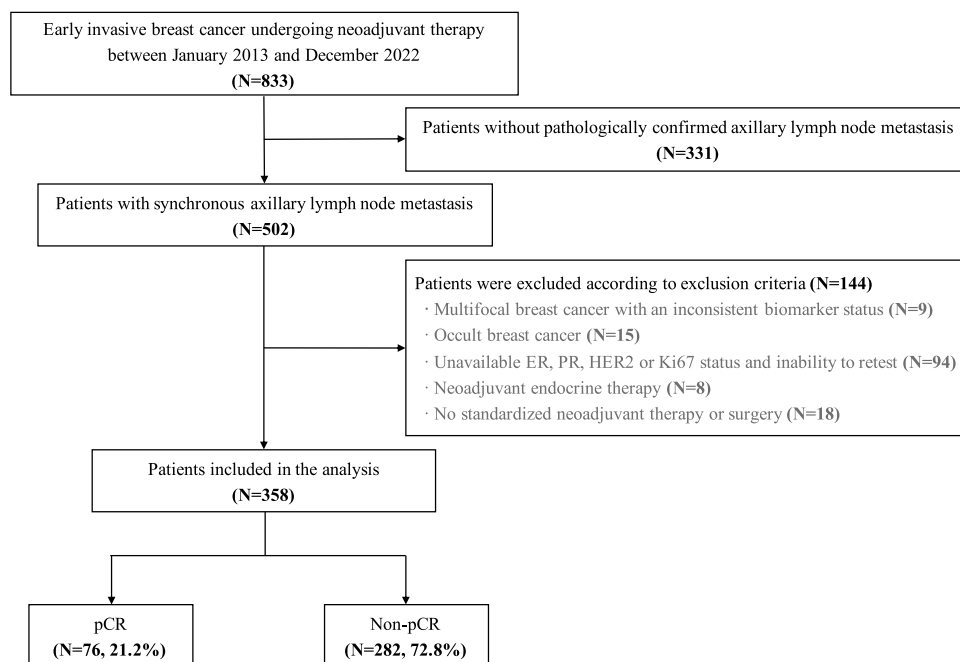 Early invasive breast cancer undergoing neoadjuvant therapy
between January 2013 and December 2022
(N=833)
Patients without pathologically confirmed axillary lymph node metastasis
(N=331)
Patients with synchronous axillary lymph node metastasis
(N=502)
Patients were excluded according to exclusion criteria (N=144)
· Multifocal breast cancer with an inconsistent biomarker status (N=9)
· Occult breast cancer (N=15)
· Unavailable ER, PR, HER2 or Ki67 status and inability to retest (N=94)
· Neoadjuvant endocrine therapy (N=8)
· No standardized neoadjuvant therapy or surgery (N=18)
Patients included in the analysis
(N=358)
pCR
(N=76, 21.2%)
Non-pCR
(N=282, 72.8%)